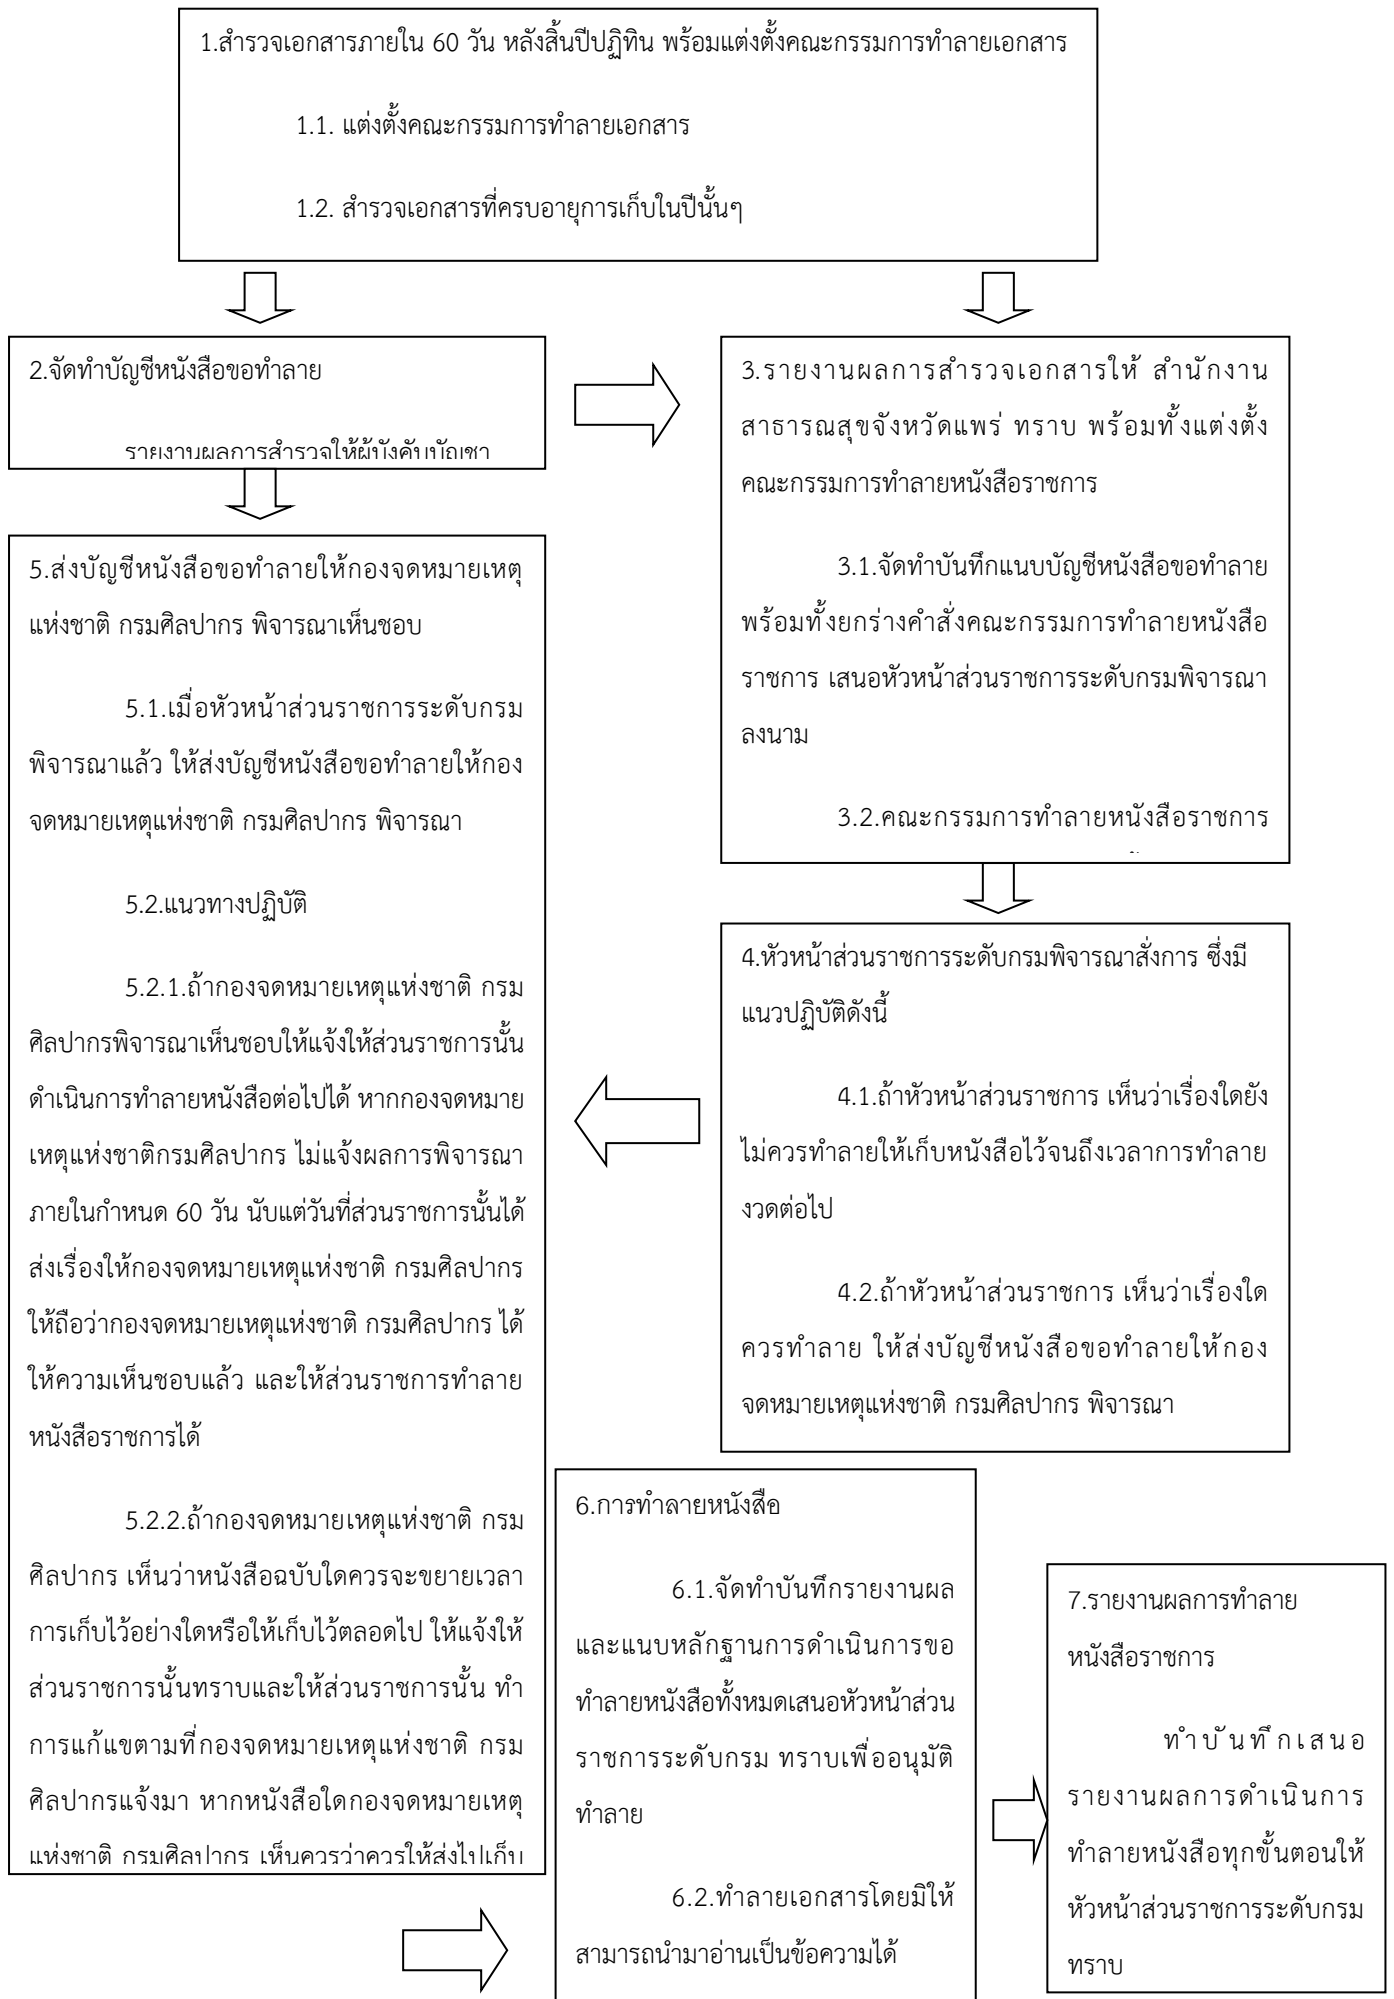 1.สำรวจเอกสารภายใน 60 วัน หลังสิ้นปีปฏิทิน พร้อมแต่งตั้งคณะกรรมการทำลายเอกสาร
1.1. แต่งตั้งคณะกรรมการทำลายเอกสาร
1.2. สำรวจเอกสารที่ครบอายุการเก็บในปีนั้นๆ
2.จัดทำบัญชีหนังสือขอทำลาย
รายงานผลการสำรวจให้ผู้บังคับบัญชา
3.รายงานผลการสำรวจเอกสารให้ สำนักงาน
สาธารณสุขจังหวัดแพร่ ทราบ พร้อมทั้งแต่งตั้ง
คณะกรรมการทำลายหนังสือราชการ
3.1.จัดทำบันทึกแนบบัญชีหนังสือขอทำลาย
พร้อมทั้งยกร่างคำสั่งคณะกรรมการทำลายหนังสือ
ราชการ เสนอหัวหน้าส่วนราชการระดับกรมพิจารณา
ลงนาม
3.2.คณะกรรมการทำลายหนังสือราชการ
4.หัวหน้าส่วนราชการระดับกรมพิจารณาสั่งการ ซึ่งมี
แนวปฏิบัติดังนี้
4.1.ถ้าหัวหน้าส่วนราชการ เห็นว่าเรื่องใดยัง
ไม่ควรทำลายให้เก็บหนังสือไว้จนถึงเวลาการทำลาย
งวดต่อไป
4.2.ถ้าหัวหน้าส่วนราชการ เห็นว่าเรื่องใด
ควรทำลาย ให้ส่งบัญชีหนังสือขอทำลายให้กอง
จดหมายเหตุแห่งชาติ กรมศิลปากร พิจารณา
5.ส่งบัญชีหนังสือขอทำลายให้กองจดหมายเหตุ
แห่งชาติ กรมศิลปากร พิจารณาเห็นชอบ
5.1.เมื่อหัวหน้าส่วนราชการระดับกรม
พิจารณาแล้ว ให้ส่งบัญชีหนังสือขอทำลายให้กอง
จดหมายเหตุแห่งชาติ กรมศิลปากร พิจารณา
5.2.แนวทางปฏิบัติ
5.2.1.ถ้ากองจดหมายเหตุแห่งชาติ กรม
ศิลปากรพิจารณาเห็นชอบให้แจ้งให้ส่วนราชการนั้น
ดำเนินการทำลายหนังสือต่อไปได้ หากกองจดหมาย
เหตุแห่งชาติกรมศิลปากร ไม่แจ้งผลการพิจารณา
ภายในกำหนด 60 วัน นับแต่วันที่ส่วนราชการนั้นได้
ส่งเรื่องให้กองจดหมายเหตุแห่งชาติ กรมศิลปากร
ให้ถือว่ากองจดหมายเหตุแห่งชาติ กรมศิลปากร ได้
ให้ความเห็นชอบแล้ว และให้ส่วนราชการทำลาย
หนังสือราชการได้
5.2.2.ถ้ากองจดหมายเหตุแห่งชาติ กรม
ศิลปากร เห็นว่าหนังสือฉบับใดควรจะขยายเวลา
การเก็บไว้อย่างใดหรือให้เก็บไว้ตลอดไป ให้แจ้งให้
ส่วนราชการนั้นทราบและให้ส่วนราชการนั้น ทำ
การแก้แขตามที่กองจดหมายเหตุแห่งชาติ กรม
ศิลปากรแจ้งมา หากหนังสือใดกองจดหมายเหตุ
แห่งชาติ กรมศิลปากร เห็นควรว่าควรให้ส่งไปเก็บ
6.การทำลายหนังสือ
6.1.จัดทำบันทึกรายงานผล
และแนบหลักฐานการดำเนินการขอ
ทำลายหนังสือทั้งหมดเสนอหัวหน้าส่วน
ราชการระดับกรม ทราบเพื่ออนุมัติ
ทำลาย
6.2.ทำลายเอกสารโดยมิให้
สามารถนำมาอ่านเป็นข้อความได้
7.รายงานผลการทำลาย
หนังสือราชการ
ทำบันทึกเสนอ
รายงานผลการดำเนินการ
ทำลายหนังสือทุกขั้นตอนให้
หัวหน้าส่วนราชการระดับกรม
ทราบ